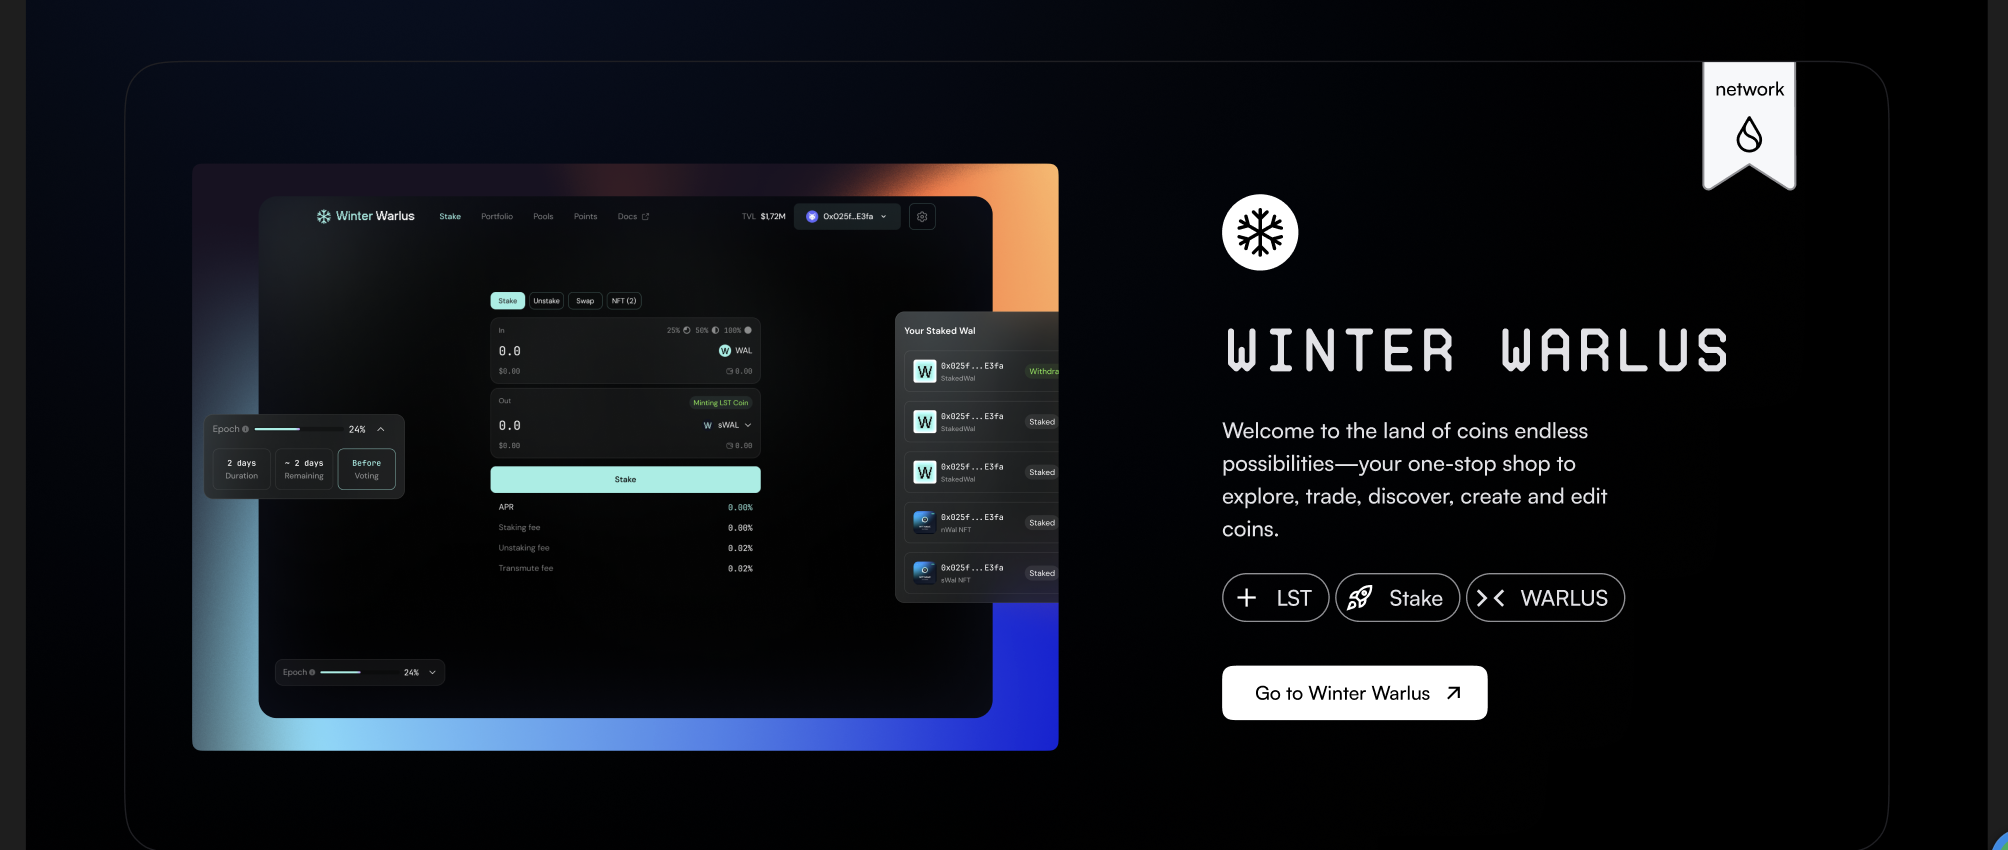 network
Winter Warlus Stake Portfolio Pools Points Docs TVL $1,72M 0x025f...E3fa
Stake Unstake Swap NFT (2)
In 25% 50% 100%
0.0 WAL
$0.00 0.00
Out Minting LST Coin
0.0 sWAL
$0.00 0.00
Stake
APR 0.00%
Staking fee 0.00%
Unstaking fee 0.02%
Transmute fee 0.02%
Epoch 24%
2 days ~ 2 days Before
Duration Remaining Voting
Epoch 24%
Your Staked Wal
0x025f...E3fa Withdra
StakedWal
0x025f...E3fa Staked
StakedWal
0x025f...E3fa Staked
StakedWal
0x025f...E3fa Staked
nWal NFT
0x025f...E3fa Staked
sWal NFT
WINTER WARLUS
Welcome to the land of coins endless
possibilities—your one-stop shop to
explore, trade, discover, create and edit
coins.
LST Stake WARLUS
Go to Winter Warlus